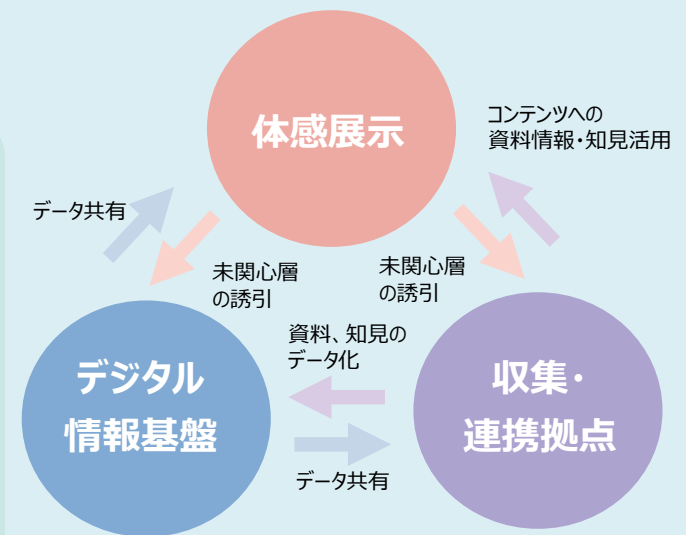 体感展示
コンテンツへの
資料情報・知見活用
データ共有
未関心層
の誘引
未関心層
の誘引
資料、知見の
データ化
デジタル
情報基盤
収集・
連携拠点
データ共有